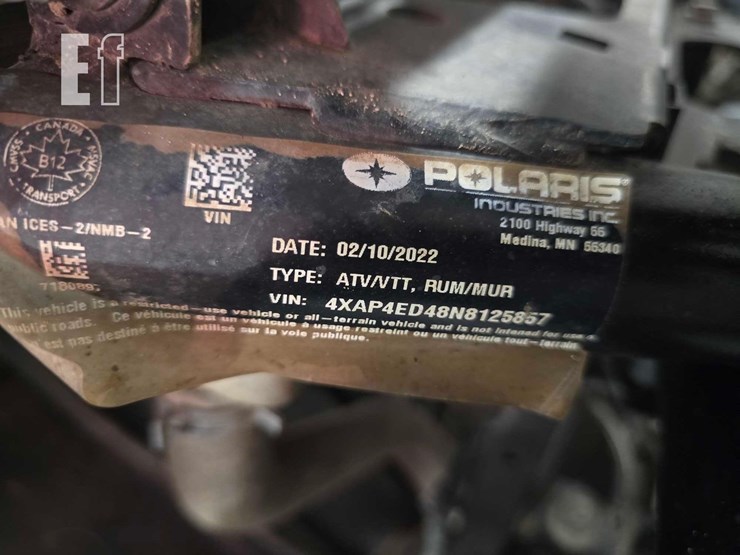 Ef
CANADA
CMVSS
NSVAC
B12
TRANSPORT
VIN
POLARIS
INDUSTRIES INC.
2100 Highway 55
Medina, MN 55340
ICES-2/NMB-2
DATE: 02/10/2022
TYPE: ATV/VTT, RUM/MUR
VIN: 4XAP4ED48N8125857
This vehicle is a restricted-use vehicle or all-terrain vehicle and is not intended for use
public roads. Ce véhicule est un véhicule à usage restreint ou un véhicule tout-terrain
est pas destiné à être utilisé sur la voie publique.